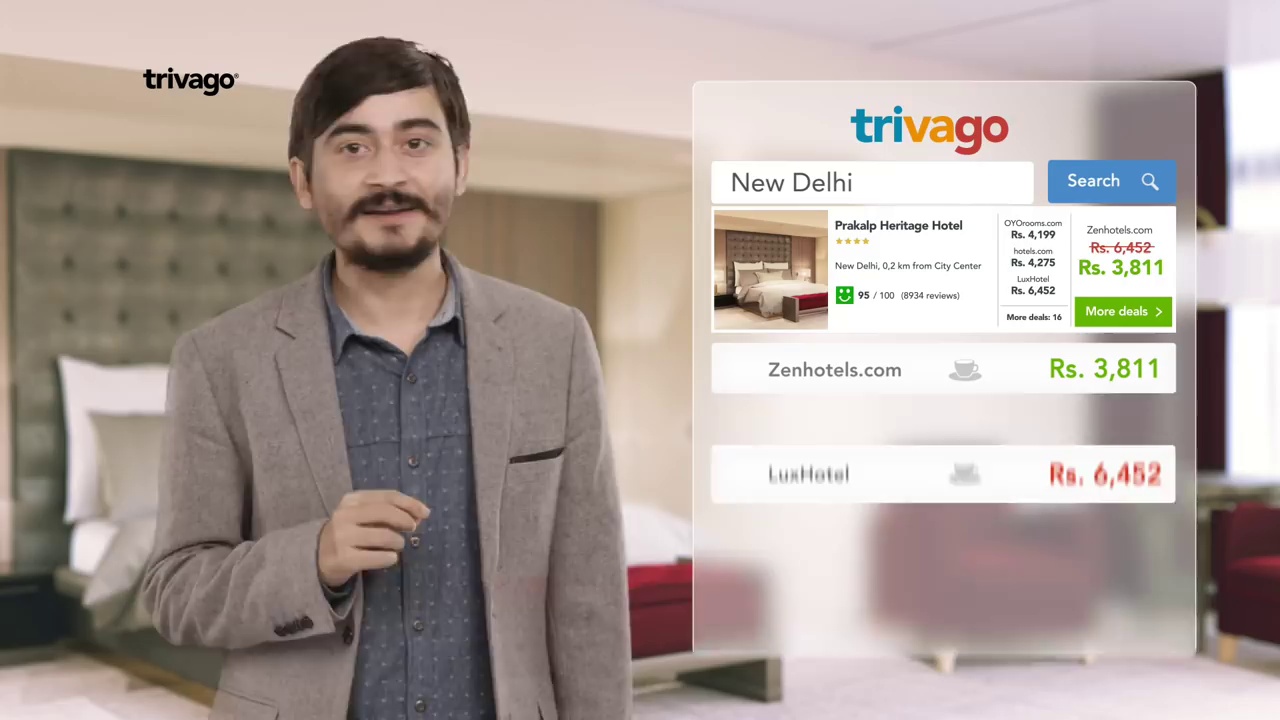 trivago®
trivago
New Delhi
Search
Prakalp Heritage Hotel
New Delhi, 0,2 km from City Center
95 / 100 (8934 reviews)
OYOrooms.com
Rs. 4,199
hotels.com
Rs. 4,275
LuxHotel
Rs. 6,452
More deals: 16
Zenhotels.com
Rs. 6,452
Rs. 3,811
More deals
Zenhotels.com
Rs. 3,811
LuxHotel
Rs. 6,452